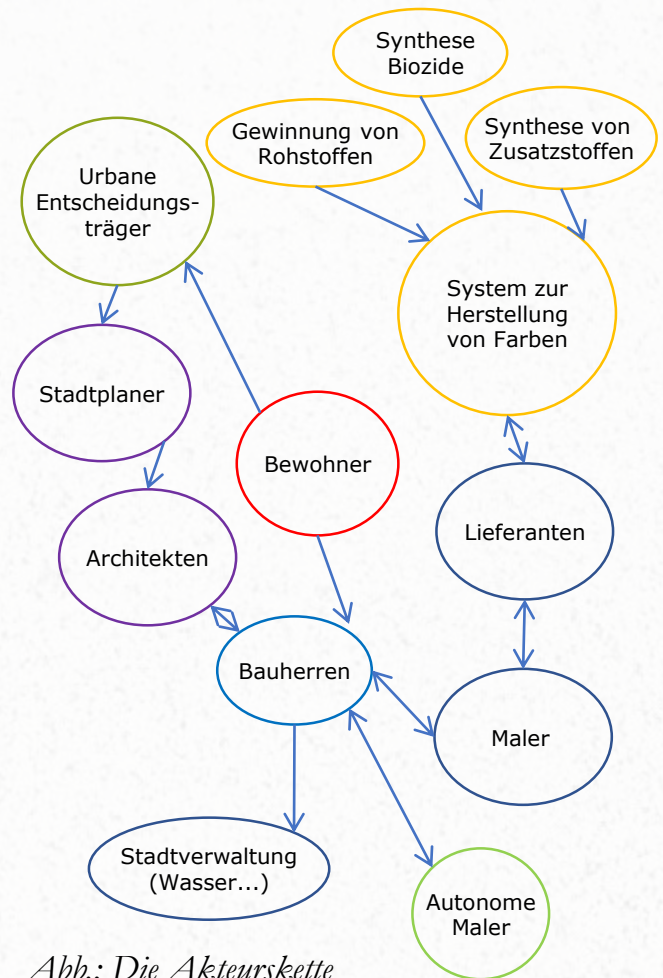 Synthese
Biozide
Gewinnung von
Rohstoffen
Synthese von
Zusatzstoffen
Urbane
Entscheidungs-
träger
System zur
Herstellung
von Farben
Stadtplaner
Bewohner
Lieferanten
Architekten
Bauherren
Maler
Stadtverwaltung
(Wasser...)
Autonome
Maler
Abb.: Die Akteurskette